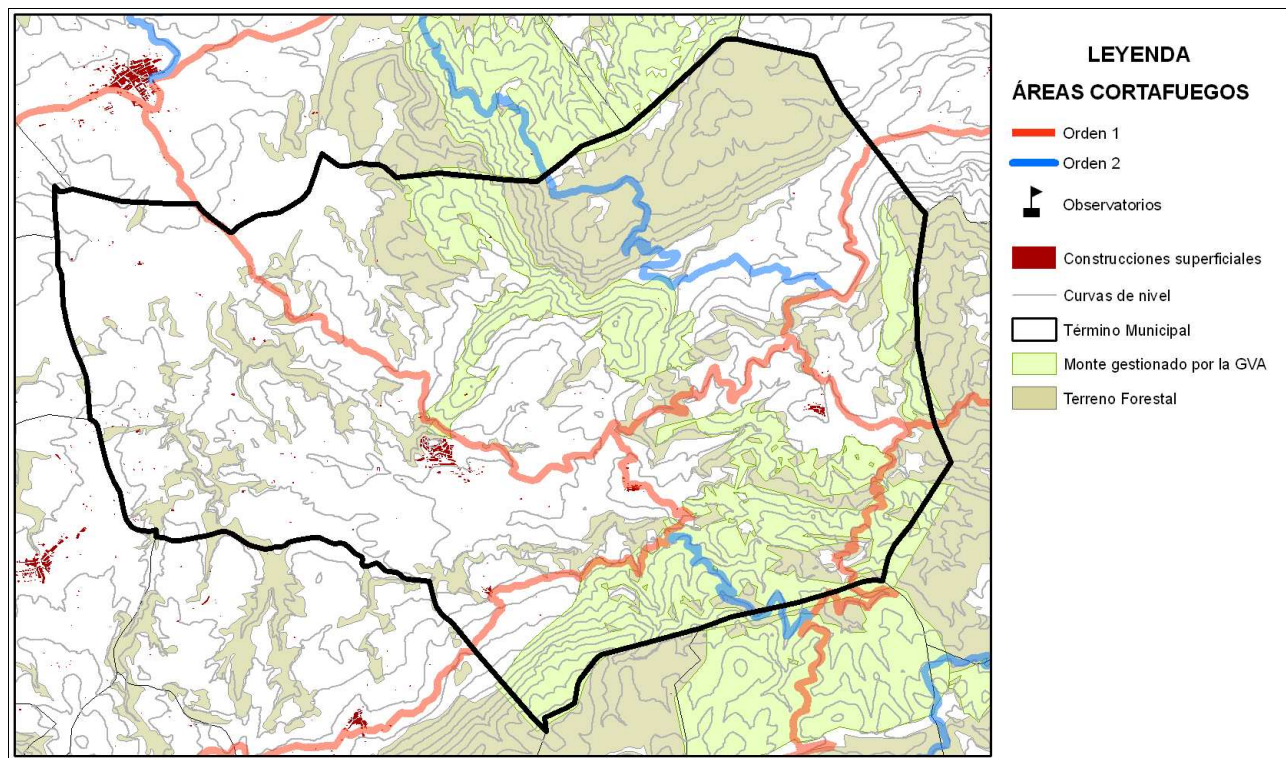 LEYENDA
ÁREAS CORTAFUEGOS
Orden 1
Orden 2
Observatorios
Construcciones superficiales
Curvas de nivel
Término Municipal
Monte gestionado por la GVA
Terreno Forestal